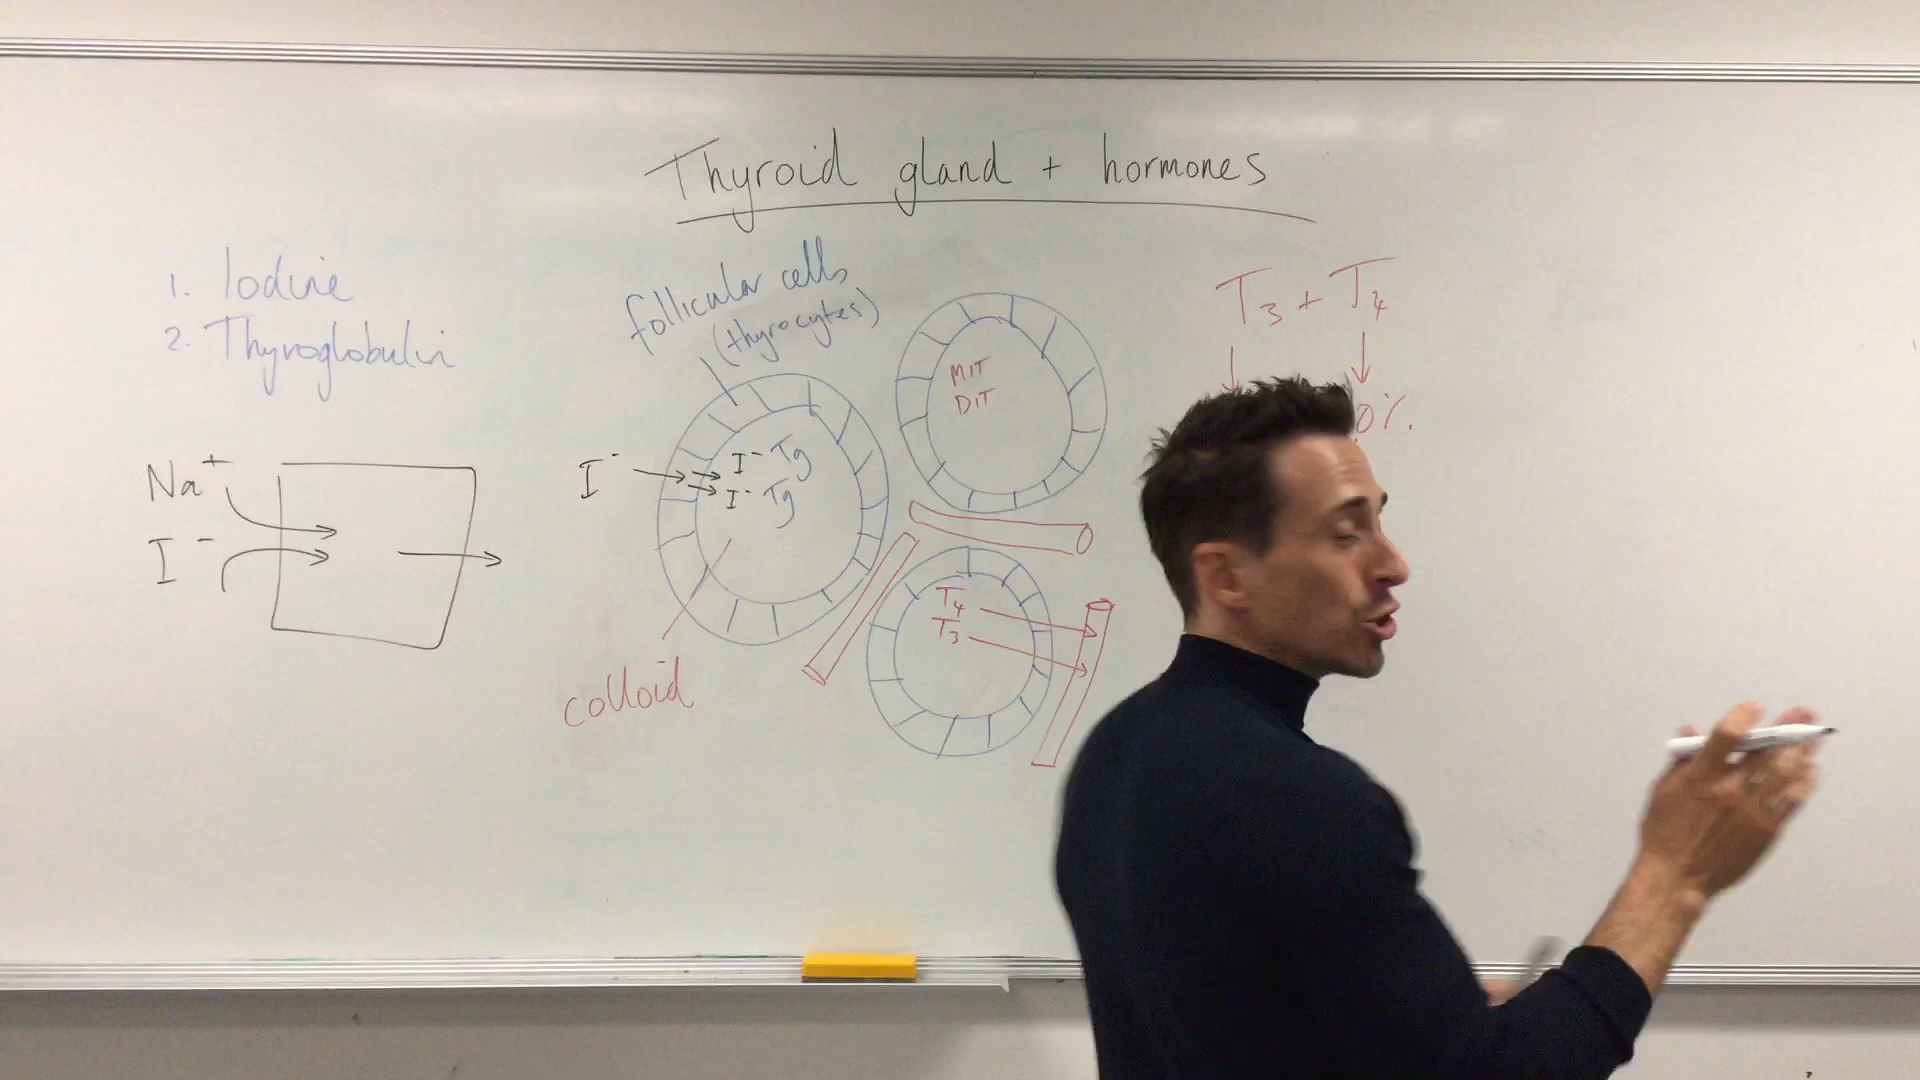 Thyroid gland + hormones
1. Iodine
2. Thyroglobulin
Na+
I-
follicular cells
(thyrocytes)
I-
I- Tg
I- Tg
colloid
MIT
DIT
T4
T3
T3 + T4
0%